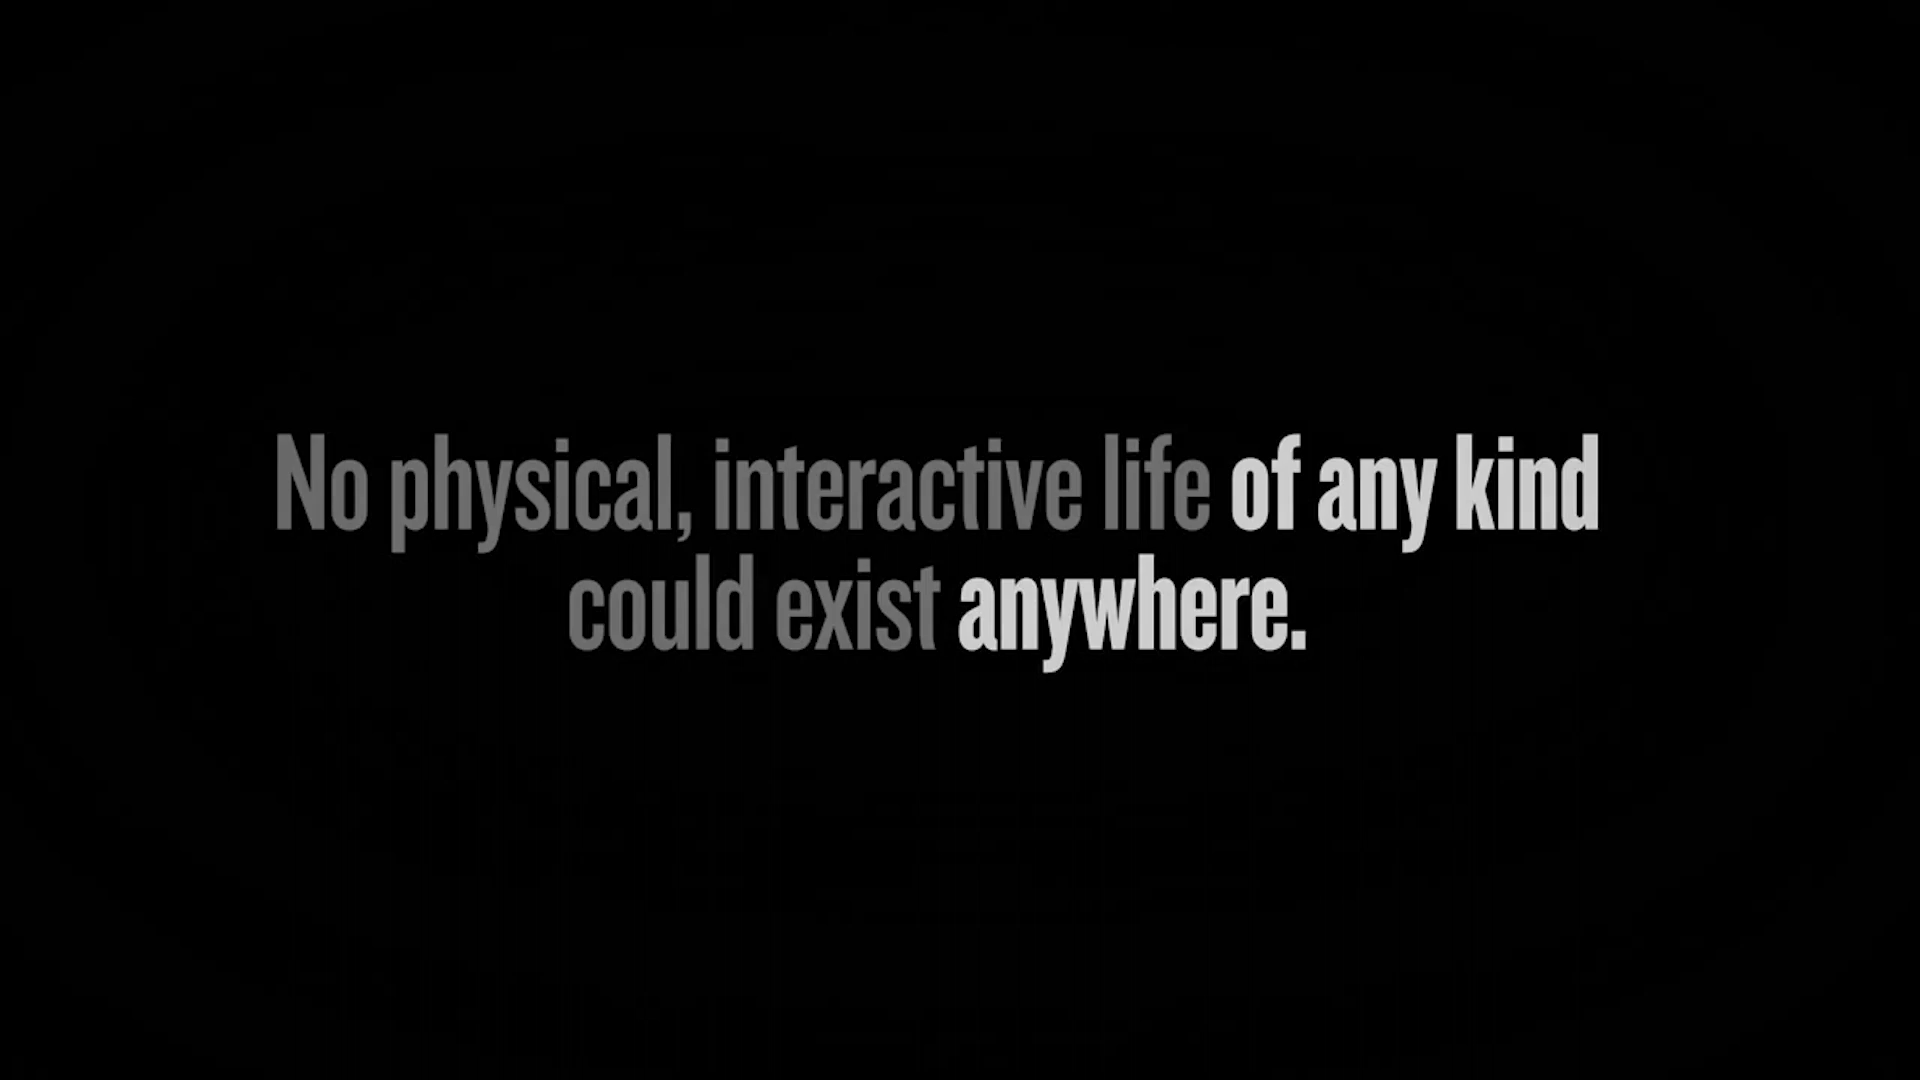 No physical, interactive life of any kind
could exist anywhere.